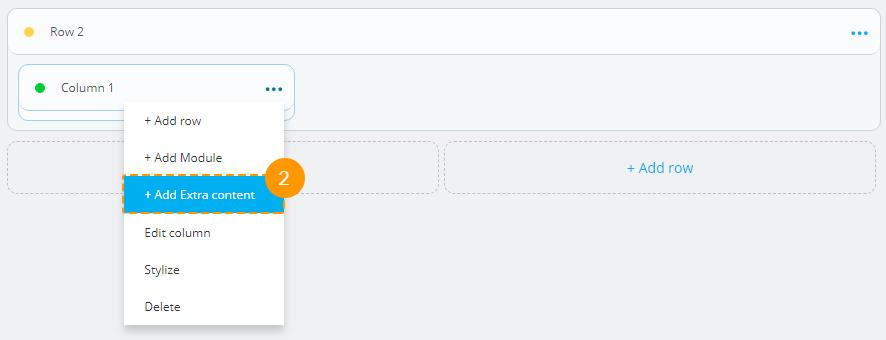 Row 2
Column 1
+ Add row
+ Add Module
2
+ Add Extra content
Edit column
Stylize
Delete
+ Add row